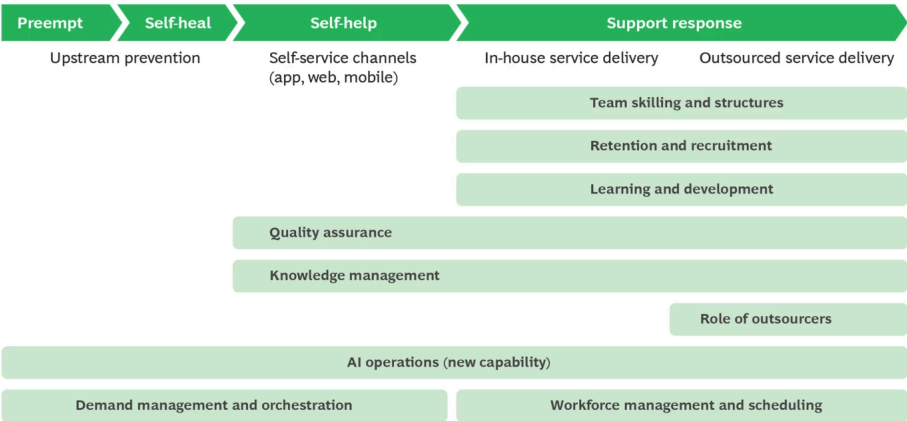 Preempt
Self-heal
Self-help
Support response
Upstream prevention
Self-service channels
(app, web, mobile)
In-house service delivery
Outsourced service delivery
Team skilling and structures
Retention and recruitment
Learning and development
Quality assurance
Knowledge management
Role of outsourcers
AI operations (new capability)
Demand management and orchestration
Workforce management and scheduling